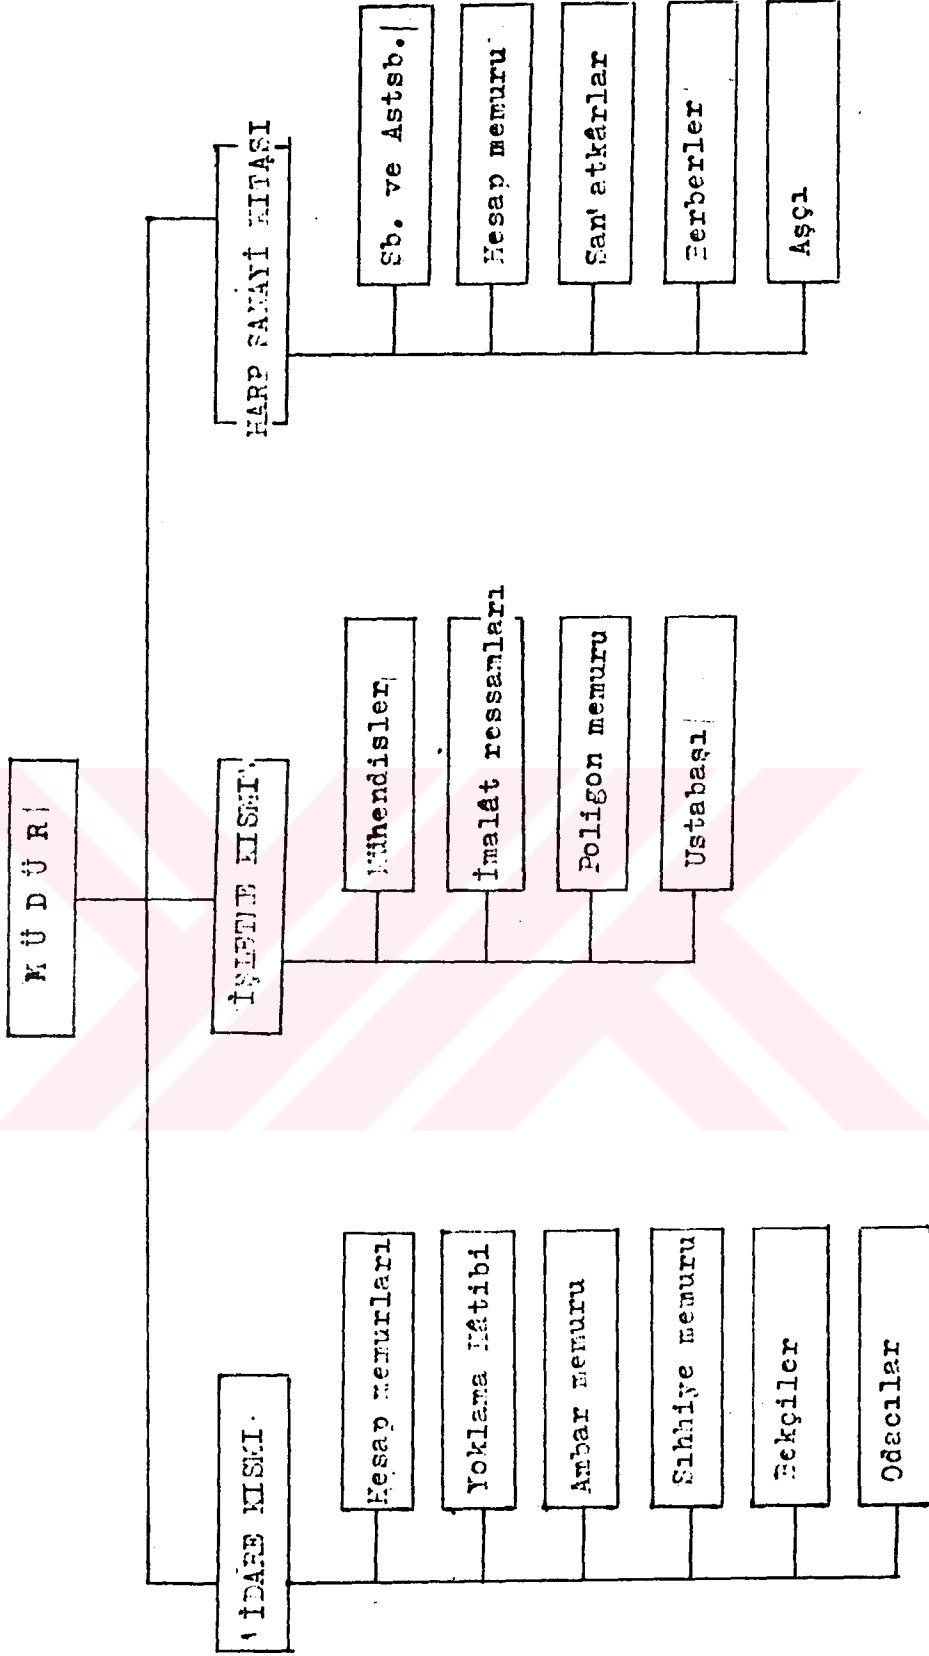 MÜDÜR
İDARE KISMI
Hesap memurları
Yoklama Kâtibi
Ambar memuru
Sıhhiye memuru
Bekçiler
Odacılar
İŞLETME KISMI
Mühendisler
İmalât ressamları
Poligon memuru
Ustabaşı
HARP SANAYİ KITASI
Sb. ve Astsb.
Hesap memuru
San'atkârlar
Berberler
Aşçı